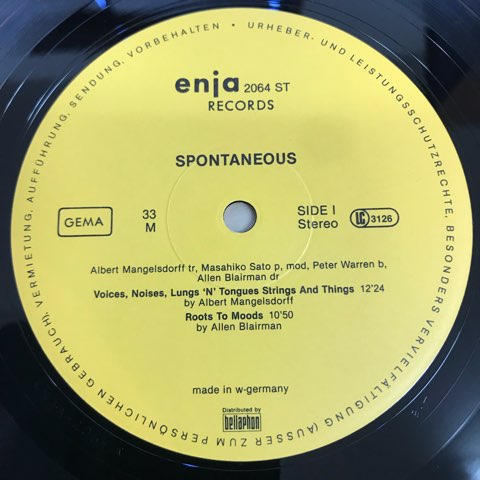 enja 2064 ST
RECORDS
SPONTANEOUS
GEMA
33
M
SIDE I
Stereo
LC 3126
Albert Mangelsdorff tr, Masahiko Sato p, mod, Peter Warren b,
Allen Blairman dr
Voices, Noises, Lungs ‘N’ Tongues Strings And Things 12’24
by Albert Mangelsdorff
Roots To Moods 10’50
by Allen Blairman
made in w-germany
Distributed by
bellaphon
• URHEBER- UND LEISTUNGSSCHUTZRECHTE, BESONDERS VERVIELFÄLTIGUNG (AUSSER ZUM PERSÖNLICHEN GEBRAUCH), VERMIETUNG, AUFFÜHRUNG, SENDUNG, VORBEHALTEN